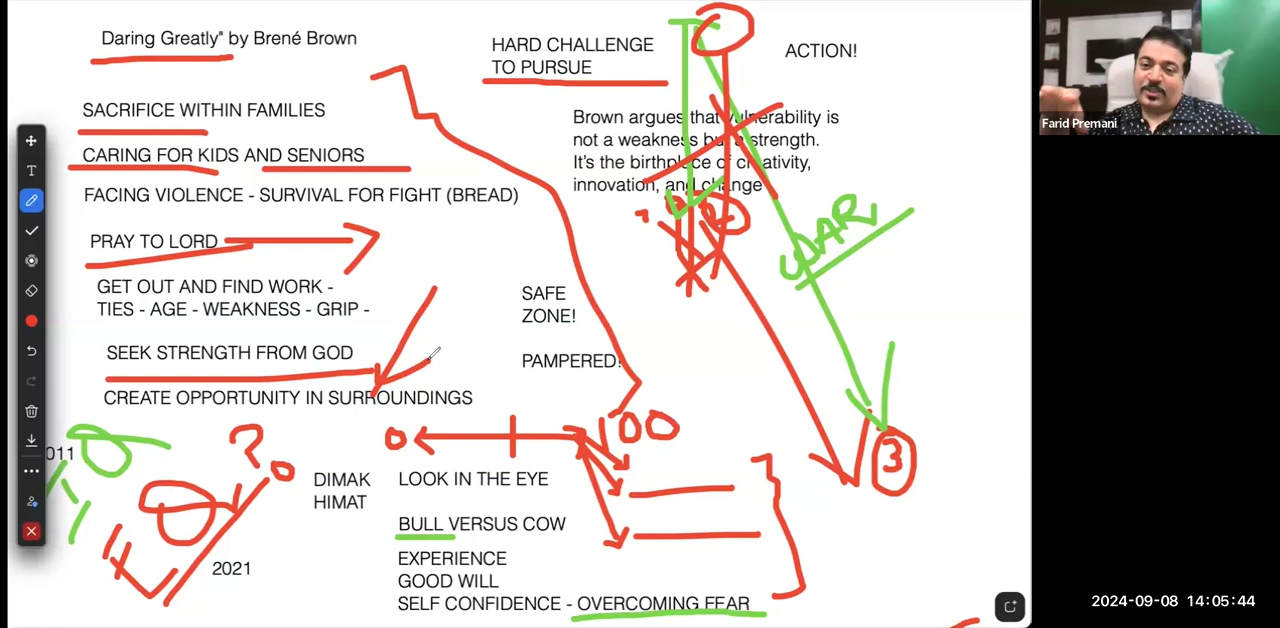 Daring Greatly" by Brené Brown
SACRIFICE WITHIN FAMILIES
CARING FOR KIDS AND SENIORS
FACING VIOLENCE - SURVIVAL FOR FIGHT (BREAD)
PRAY TO LORD
GET OUT AND FIND WORK -
TIES - AGE - WEAKNESS - GRIP -
SEEK STRENGTH FROM GOD
CREATE OPPORTUNITY IN SURROUNDINGS
HARD CHALLENGE
TO PURSUE
ACTION!
Brown argues that vulnerability is
not a weakness but a strength.
It's the birthplace of creativity,
innovation, and change
WAR
SAFE
ZONE!
PAMPERED!
0
100
3
?
011
2021
DIMAK
HIMAT
LOOK IN THE EYE
BULL VERSUS COW
EXPERIENCE
GOOD WILL
SELF CONFIDENCE - OVERCOMING FEAR
Farid Premani
2024-09-08 14:05:44